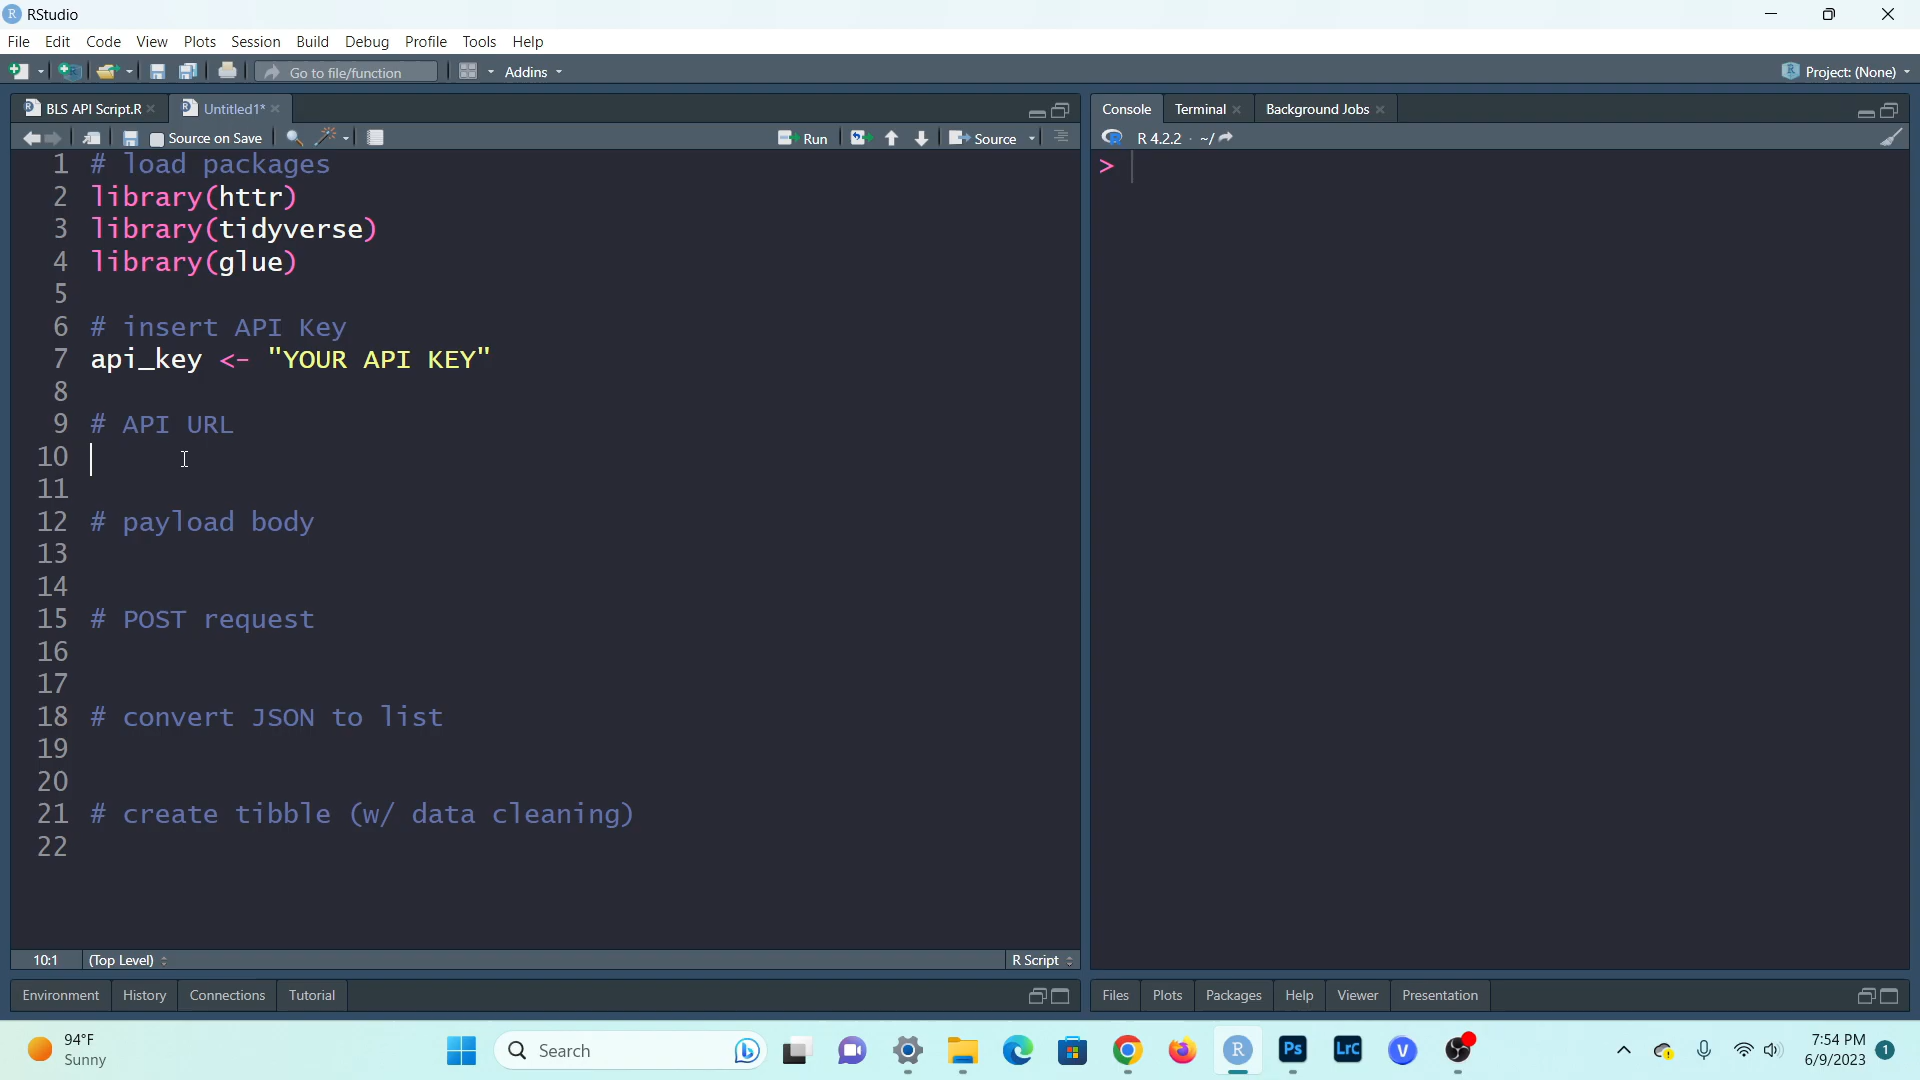 RStudio
File Edit Code View Plots Session Build Debug Profile Tools Help
Go to file/function Addins Project: (None)
BLS API Script.R Untitled1*
Source on Save Run Source
1 # load packages
2 library(httr)
3 library(tidyverse)
4 library(glue)
5
6 # insert API Key
7 api_key <- "YOUR API KEY"
8
9 # API URL
10
11
12 # payload body
13
14
15 # POST request
16
17
18 # convert JSON to list
19
20
21 # create tibble (w/ data cleaning)
22
10:1 (Top Level) R Script
Environment History Connections Tutorial
Console Terminal Background Jobs
R 4.2.2 · ~/
>
Files Plots Packages Help Viewer Presentation
94°F
Sunny
Search
Ps
LrC
V
7:54 PM
6/9/2023
1